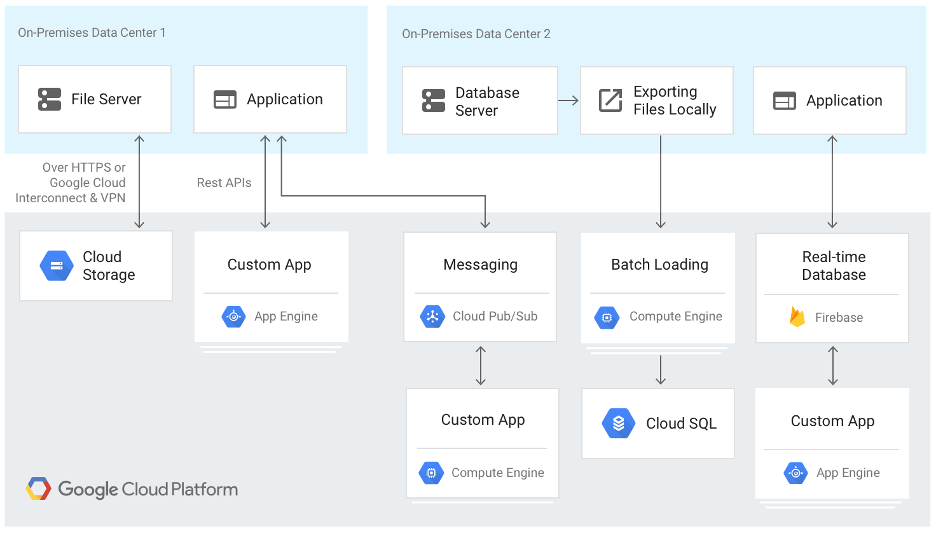 On-Premises Data Center 1
File Server
Application
On-Premises Data Center 2
Database
Server
Exporting
Files Locally
Application
Over HTTPS or
Google Cloud
Interconnect & VPN
Rest APIs
Cloud
Storage
Custom App
App Engine
Messaging
Cloud Pub/Sub
Batch Loading
Compute Engine
Real-time
Database
Firebase
Custom App
Compute Engine
Cloud SQL
Custom App
App Engine
Google Cloud Platform